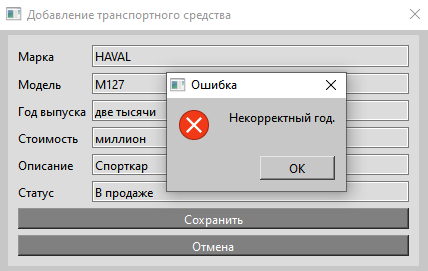 Добавление транспортного средства
Марка HAVAL
Модель M127
Ошибка
Год выпуска две тысячи
Некорректный год.
Стоимость миллион
Описание Спорткар
OK
Статус В продаже
Сохранить
Отмена